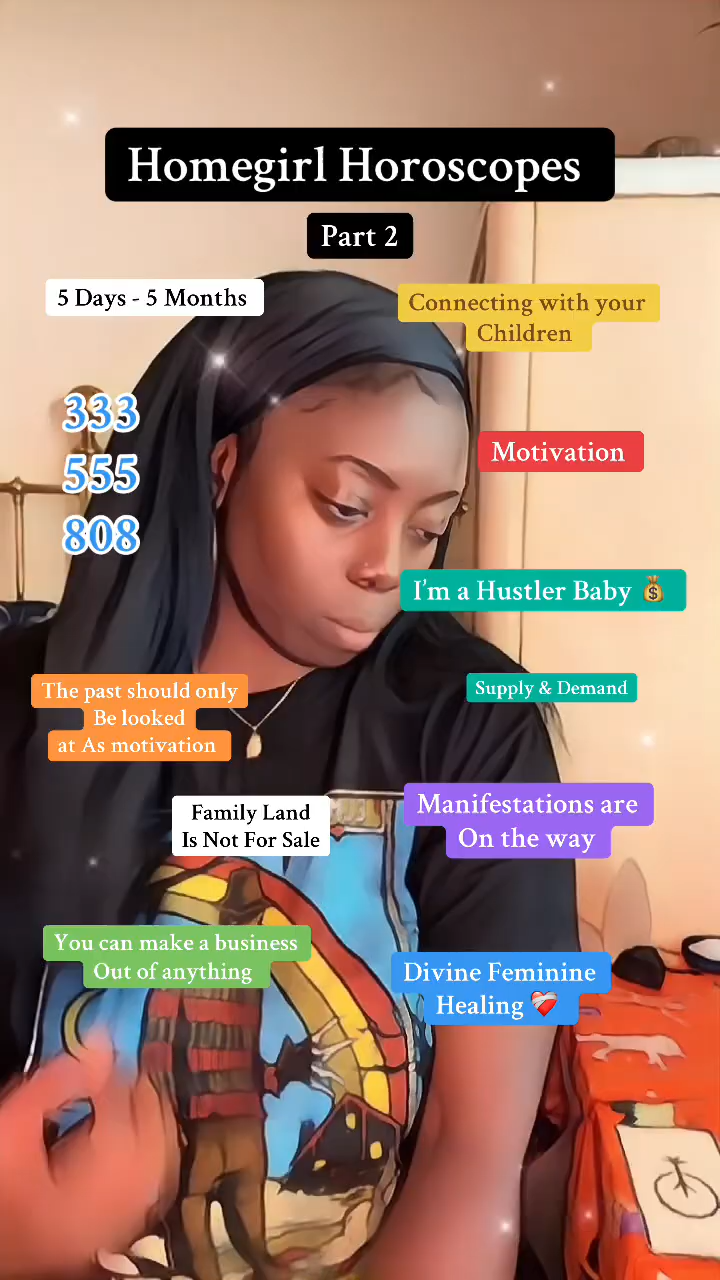 Homegirl Horoscopes
Part 2
5 Days - 5 Months
Connecting with your
Children
333
555
808
Motivation
I'm a Hustler Baby 💰
The past should only
Be looked
at As motivation
Supply & Demand
Family Land
Is Not For Sale
Manifestations are
On the way
You can make a business
Out of anything
Divine Feminine
Healing ❤️‍🩹